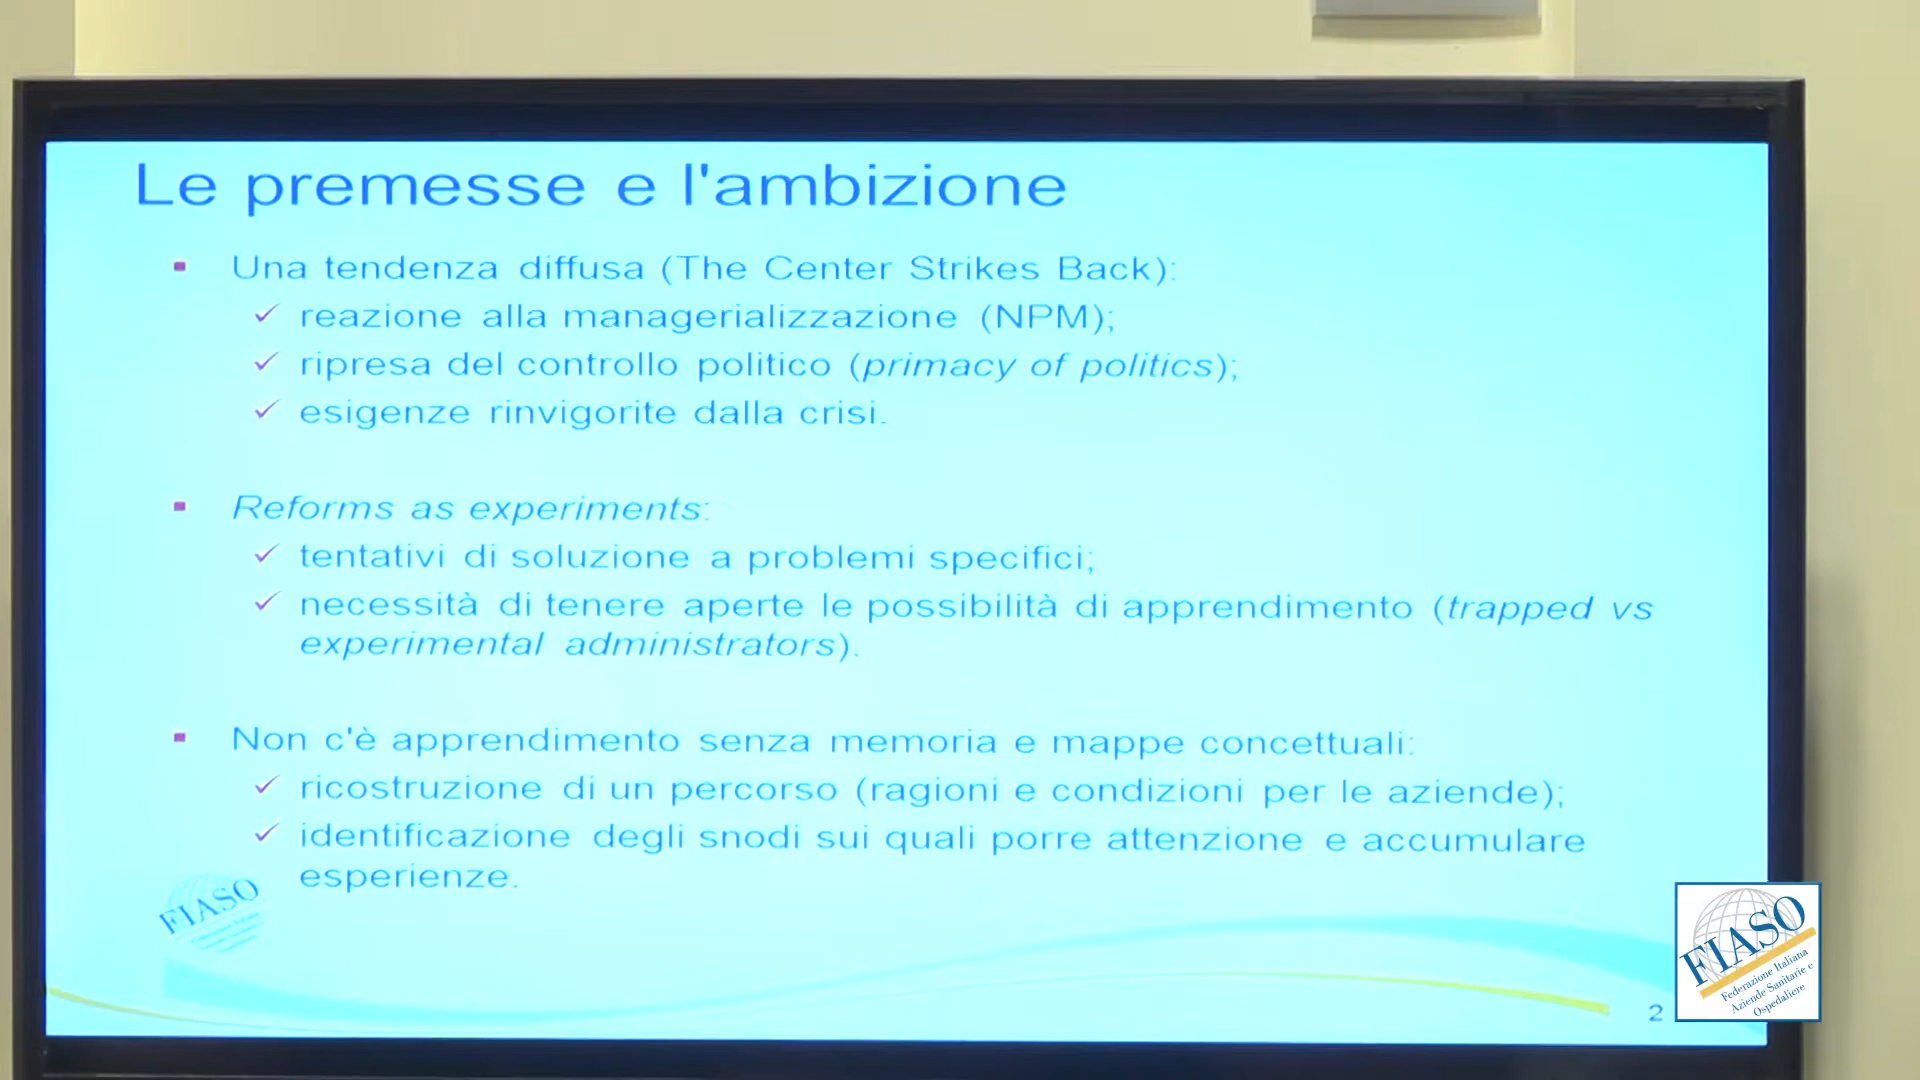 Le premesse e l'ambizione
Una tendenza diffusa (The Center Strikes Back):
reazione alla managerializzazione (NPM);
ripresa del controllo politico (primacy of politics);
esigenze rinvigorite dalla crisi.
Reforms as experiments:
tentativi di soluzione a problemi specifici;
necessità di tenere aperte le possibilità di apprendimento (trapped vs
experimental administrators).
Non c'è apprendimento senza memoria e mappe concettuali:
ricostruzione di un percorso (ragioni e condizioni per le aziende);
identificazione degli snodi sui quali porre attenzione e accumulare
esperienze.
FIASO
2
FIASO
Federazione Italiana
Aziende Sanitarie e
Ospedaliere